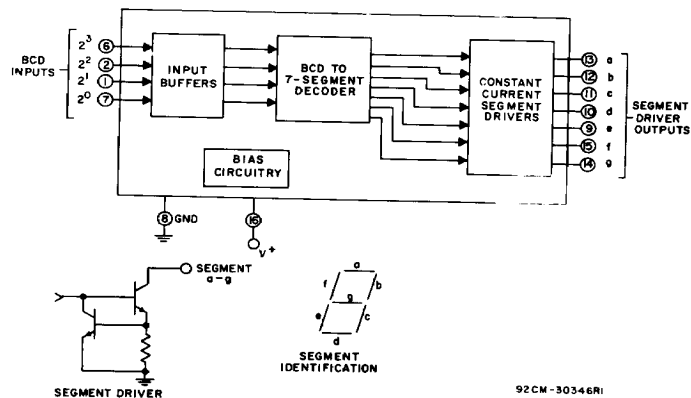 BCD INPUTS
2³ 6
2² 2
2¹ 1
2⁰ 7
INPUT BUFFERS
BCD TO 7-SEGMENT DECODER
CONSTANT CURRENT SEGMENT DRIVERS
13 a
12 b
11 c
10 d
9 e
15 f
14 g
SEGMENT DRIVER OUTPUTS
BIAS CIRCUITRY
8 GND
16
V+
SEGMENT a-g
SEGMENT DRIVER
a
f
b
g
e
c
d
SEGMENT IDENTIFICATION
92CM-30346R1